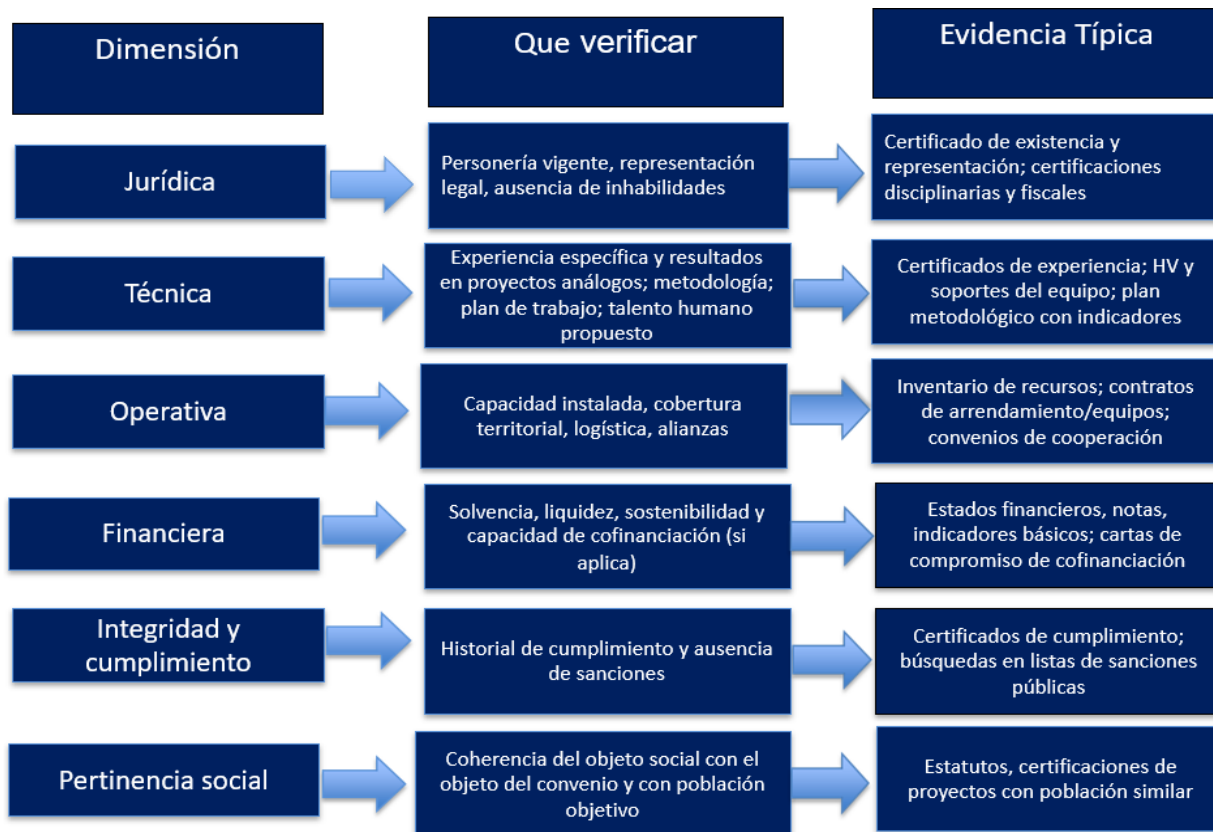 Dimensión
Que verificar
Evidencia Típica
Jurídica
Personería vigente, representación
legal, ausencia de inhabilidades
Certificado de existencia y
representación; certificaciones
disciplinarias y fiscales
Técnica
Experiencia específica y resultados
en proyectos análogos; metodología;
plan de trabajo; talento humano
propuesto
Certificados de experiencia; HV y
soportes del equipo; plan
metodológico con indicadores
Operativa
Capacidad instalada, cobertura
territorial, logística, alianzas
Inventario de recursos; contratos
de arrendamiento/equipos;
convenios de cooperación
Financiera
Solvencia, liquidez, sostenibilidad y
capacidad de cofinanciación (si
aplica)
Estados financieros, notas,
indicadores básicos; cartas de
compromiso de cofinanciación
Integridad y
cumplimiento
Historial de cumplimiento y ausencia
de sanciones
Certificados de cumplimiento;
búsquedas en listas de sanciones
públicas
Pertinencia social
Coherencia del objeto social con el
objeto del convenio y con población
objetivo
Estatutos, certificaciones de
proyectos con población similar